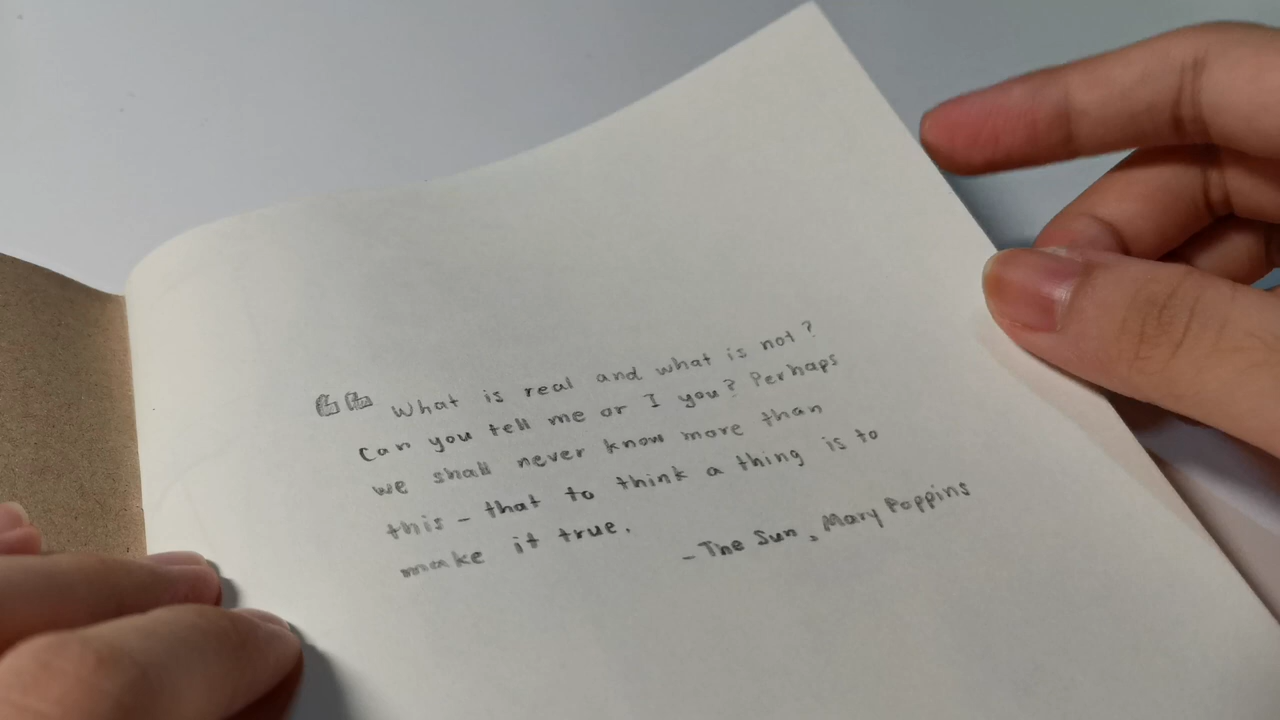 “ What is real and what is not?
Can you tell me or I you? Perhaps
we shall never know more than
this - that to think a thing is to
make it true.
- The Sun, Mary Poppins